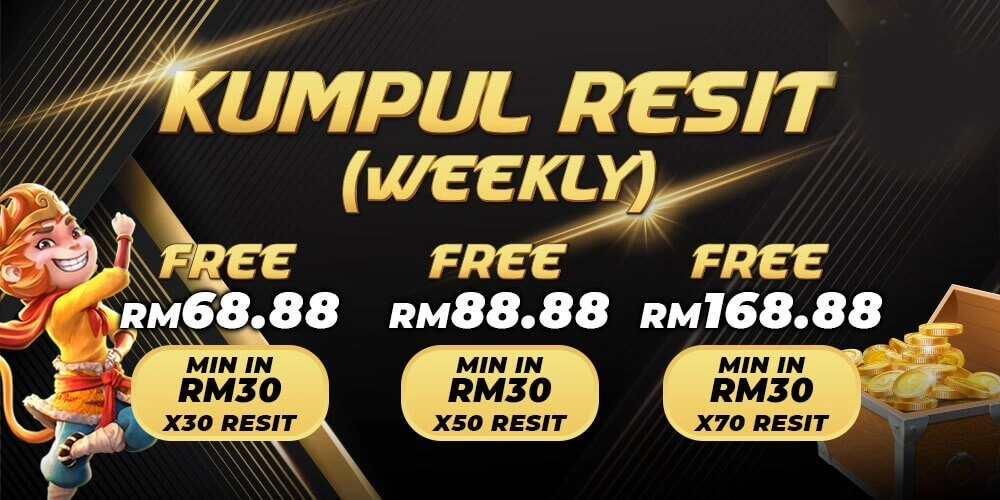 KUMPUL RESIT
(WEEKLY)
FREE
RM68.88
MIN IN
RM30
X30 RESIT
FREE
RM88.88
MIN IN
RM30
X50 RESIT
FREE
RM168.88
MIN IN
RM30
X70 RESIT